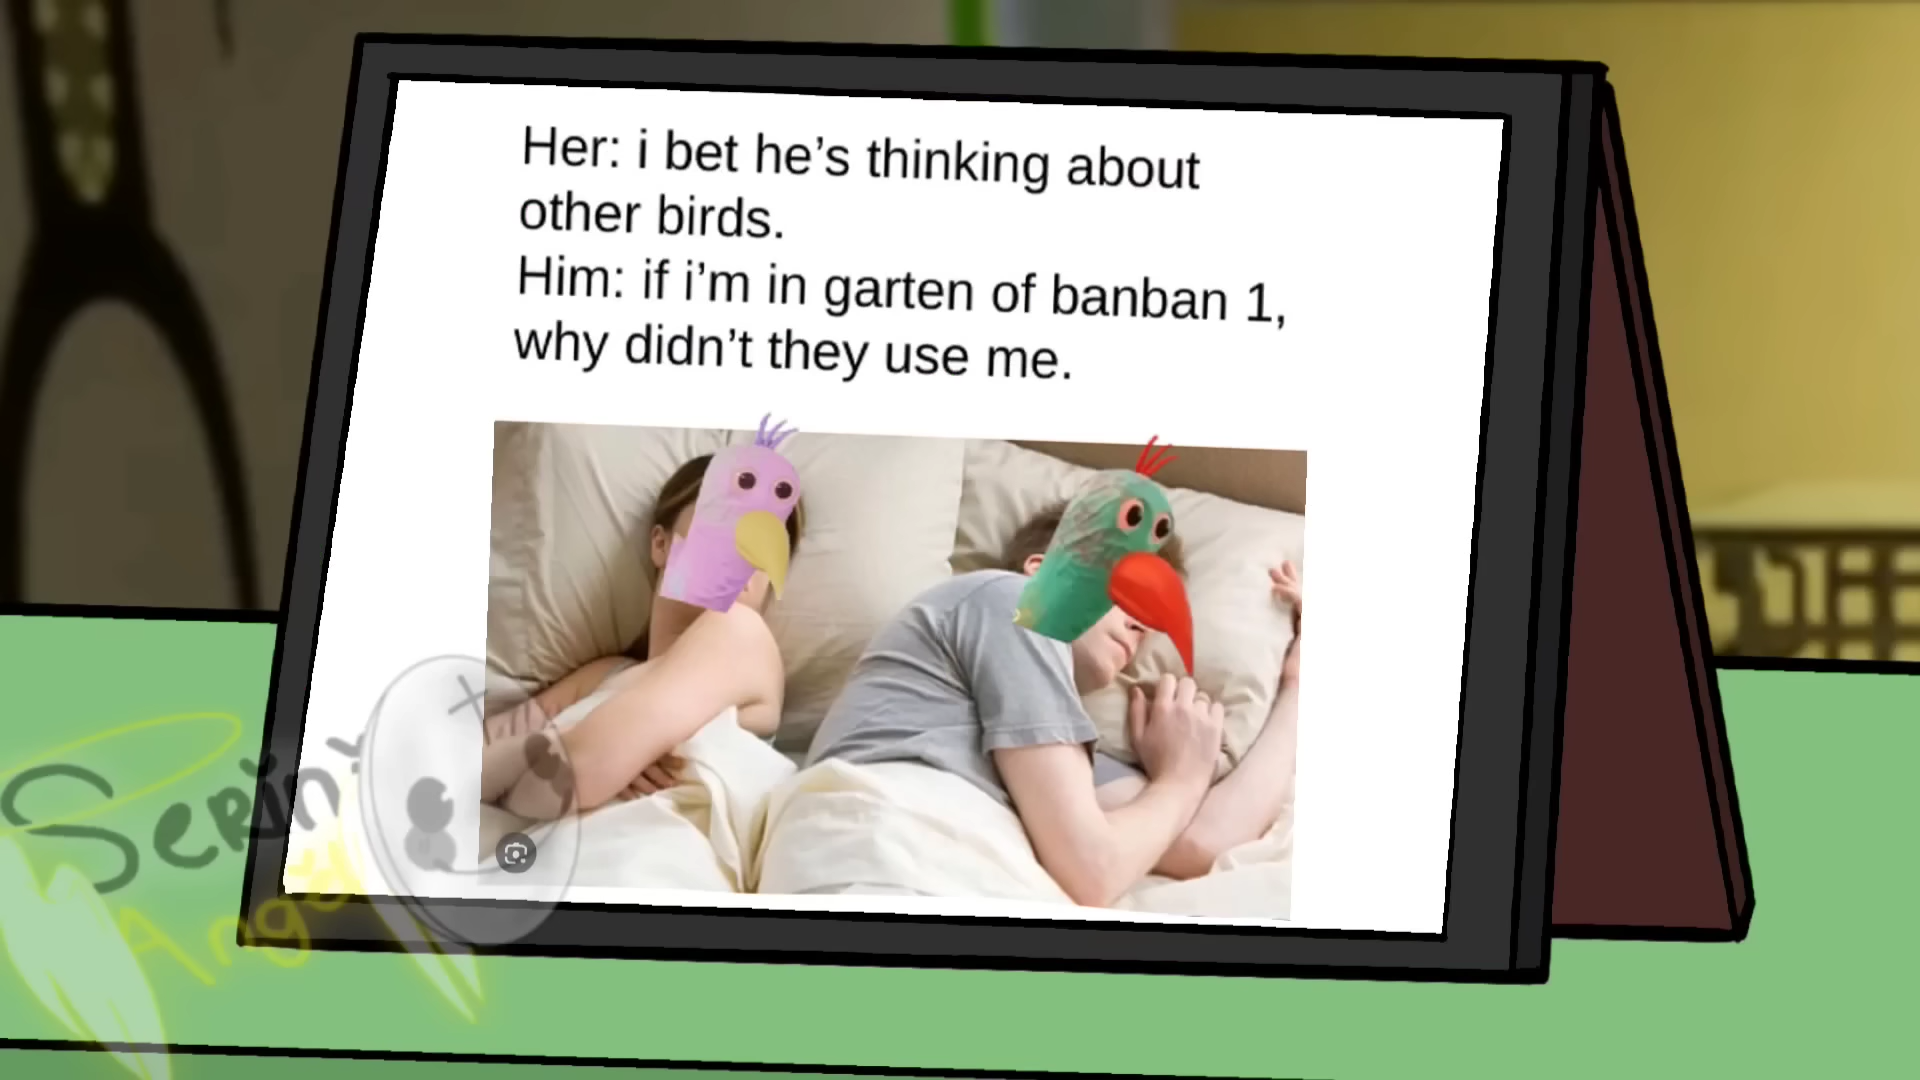 Her: i bet he’s thinking about
other birds.
Him: if i’m in garten of banban 1,
why didn’t they use me.